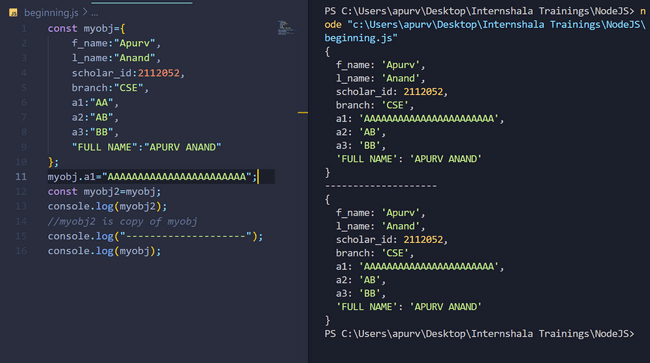 JS beginning.js > ...
1 const myobj={
2 f_name:"Apurv",
3 l_name:"Anand",
4 scholar_id:2112052,
5 branch:"CSE",
6 a1:"AA",
7 a2:"AB",
8 a3:"BB",
9 "FULL NAME":"APURV ANAND"
10 };
11 myobj.a1="AAAAAAAAAAAAAAAAAAAAAAA";
12 const myobj2=myobj;
13 console.log(myobj2);
14 //myobj2 is copy of myobj
15 console.log("--------------------");
16 console.log(myobj);
PS C:\Users\apurv\Desktop\Internshala Trainings\NodeJS> n
ode "c:\Users\apurv\Desktop\Internshala Trainings\NodeJS\
beginning.js"
{
f_name: 'Apurv',
l_name: 'Anand',
scholar_id: 2112052,
branch: 'CSE',
a1: 'AAAAAAAAAAAAAAAAAAAAAAA',
a2: 'AB',
a3: 'BB',
'FULL NAME': 'APURV ANAND'
}
--------------------
{
f_name: 'Apurv',
l_name: 'Anand',
scholar_id: 2112052,
branch: 'CSE',
a1: 'AAAAAAAAAAAAAAAAAAAAAAA',
a2: 'AB',
a3: 'BB',
'FULL NAME': 'APURV ANAND'
}
PS C:\Users\apurv\Desktop\Internshala Trainings\NodeJS>